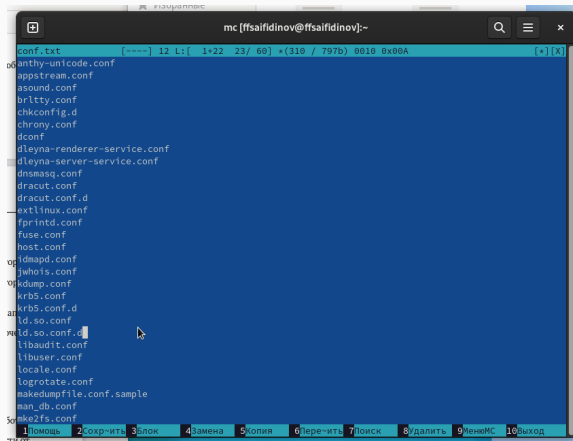 Избранные
mc [ffsaifidinov@ffsaifidinov]:~
conf.txt [----] 12 L:[ 1+22 23/ 60] *(310 / 797b) 0010 0x00A [*][X]
anthy-unicode.conf
appstream.conf
asound.conf
brltty.conf
chkconfig.d
chrony.conf
dconf
dleyna-renderer-service.conf
dleyna-server-service.conf
dnsmasq.conf
dracut.conf
dracut.conf.d
extlinux.conf
fprintd.conf
fuse.conf
host.conf
idmapd.conf
jwhois.conf
kdump.conf
krb5.conf
krb5.conf.d
ld.so.conf
ld.so.conf.d
libaudit.conf
libuser.conf
locale.conf
logrotate.conf
makedumpfile.conf.sample
man_db.conf
mke2fs.conf
1Помощь 2Сохр~ить 3Блок 4Замена 5Копия 6Пере~ить 7Поиск 8Удалить 9МенюМС 10Выход